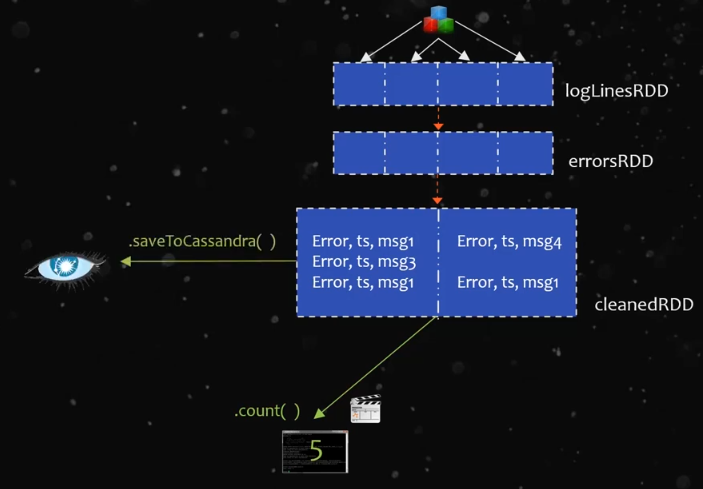 logLinesRDD
errorsRDD
.saveToCassandra( )
Error, ts, msg1
Error, ts, msg3
Error, ts, msg1
Error, ts, msg4
Error, ts, msg1
cleanedRDD
.count( )
5